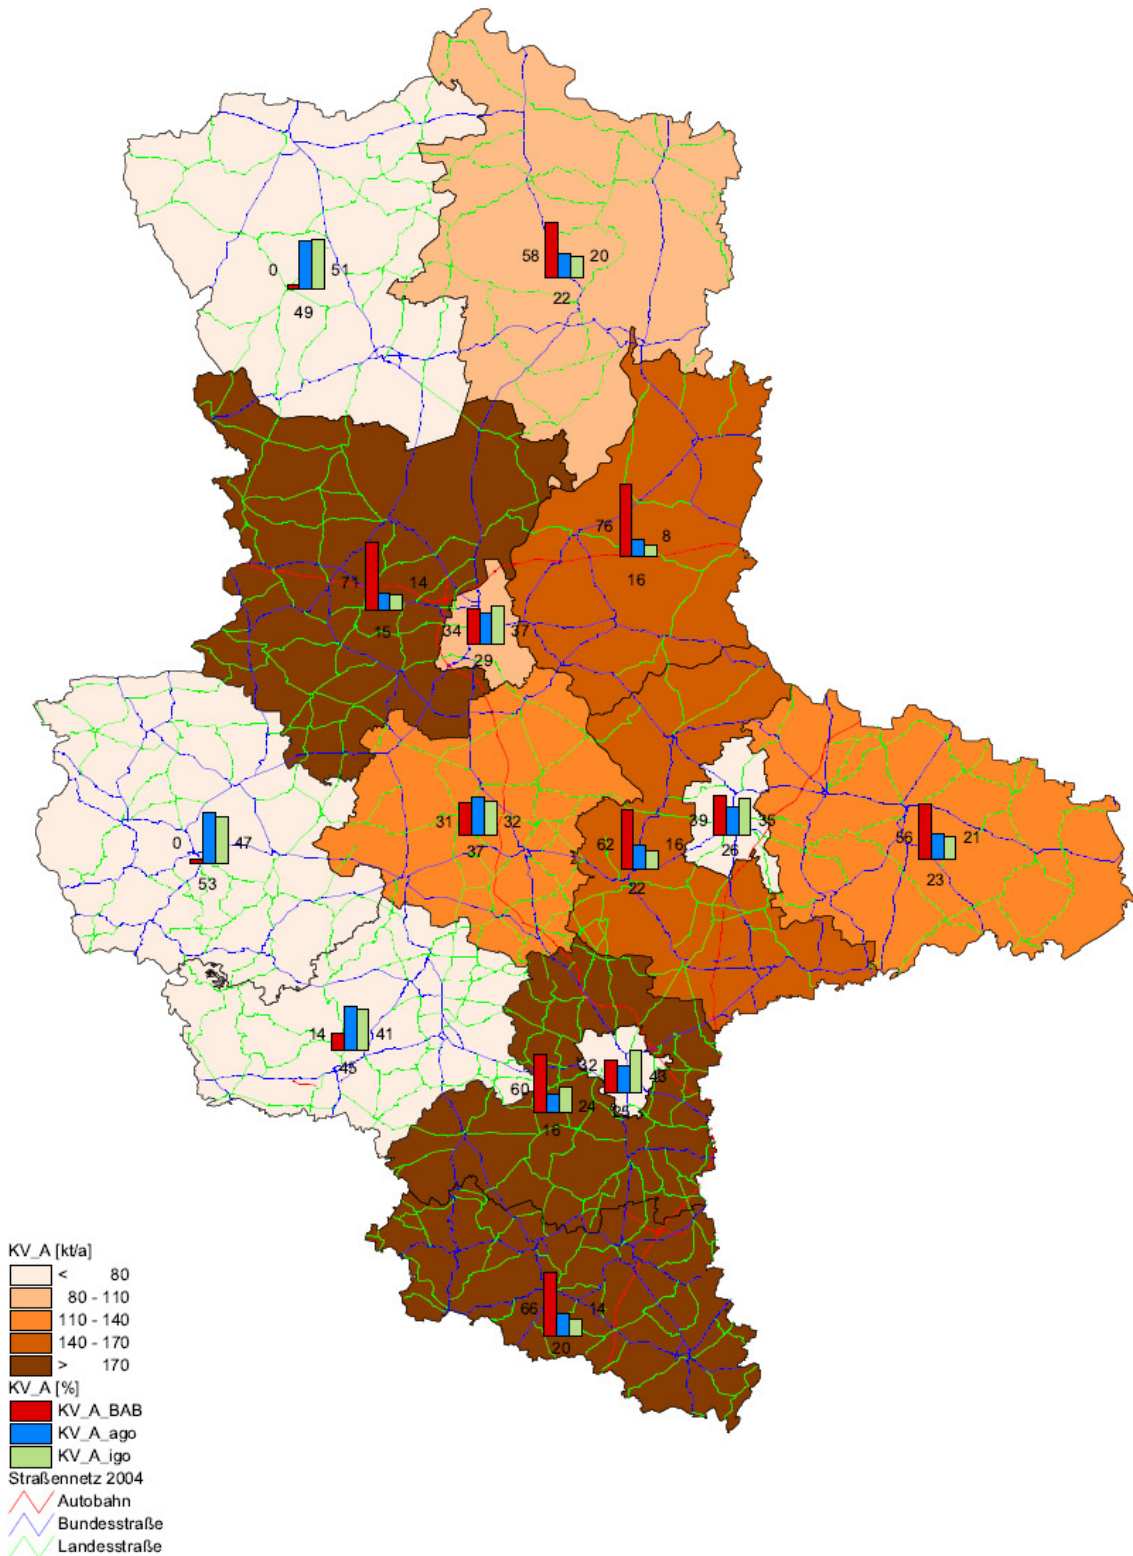 0 51
49
58 20
22
76 8
16
71 14
15
34 37
29
0 47
53
31 32
37
62 16
22
39 35
26
56 21
23
14 41
45
60 24
16
32 43
25
66 14
20
KV_A [kt/a]
< 80
80 - 110
110 - 140
140 - 170
> 170
KV_A [%]
KV_A_BAB
KV_A_ago
KV_A_igo
Straßennetz 2004
Autobahn
Bundesstraße
Landesstraße